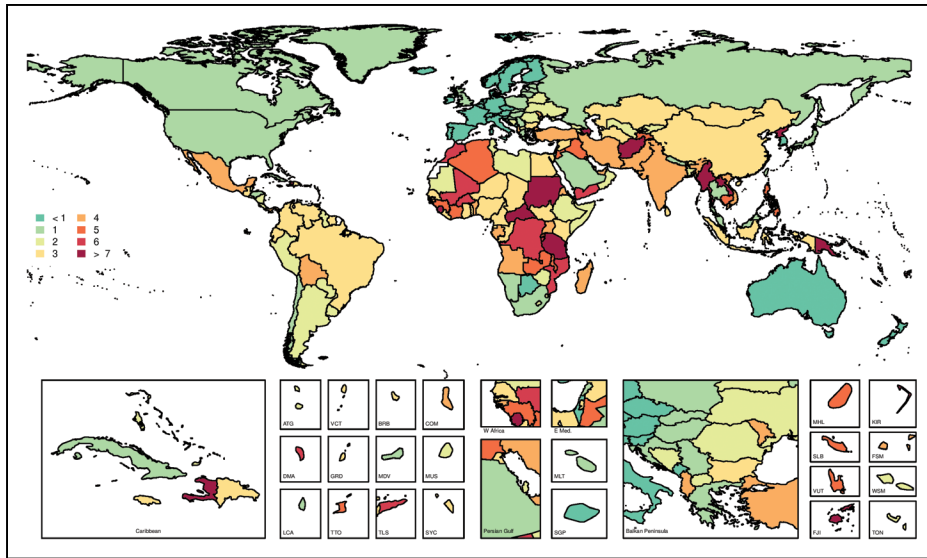 < 1 4
1 5
2 6
3 > 7
W Africa
E Med.
ATG VCT BRB COM
MHL KIR
DMA GRD MDV MUS
MLT
SLB FSM
LCA TTO TLS SYC
Caribbean
Persian Gulf
SGP
Balkan Peninsula
VUT WSM
FJI TON